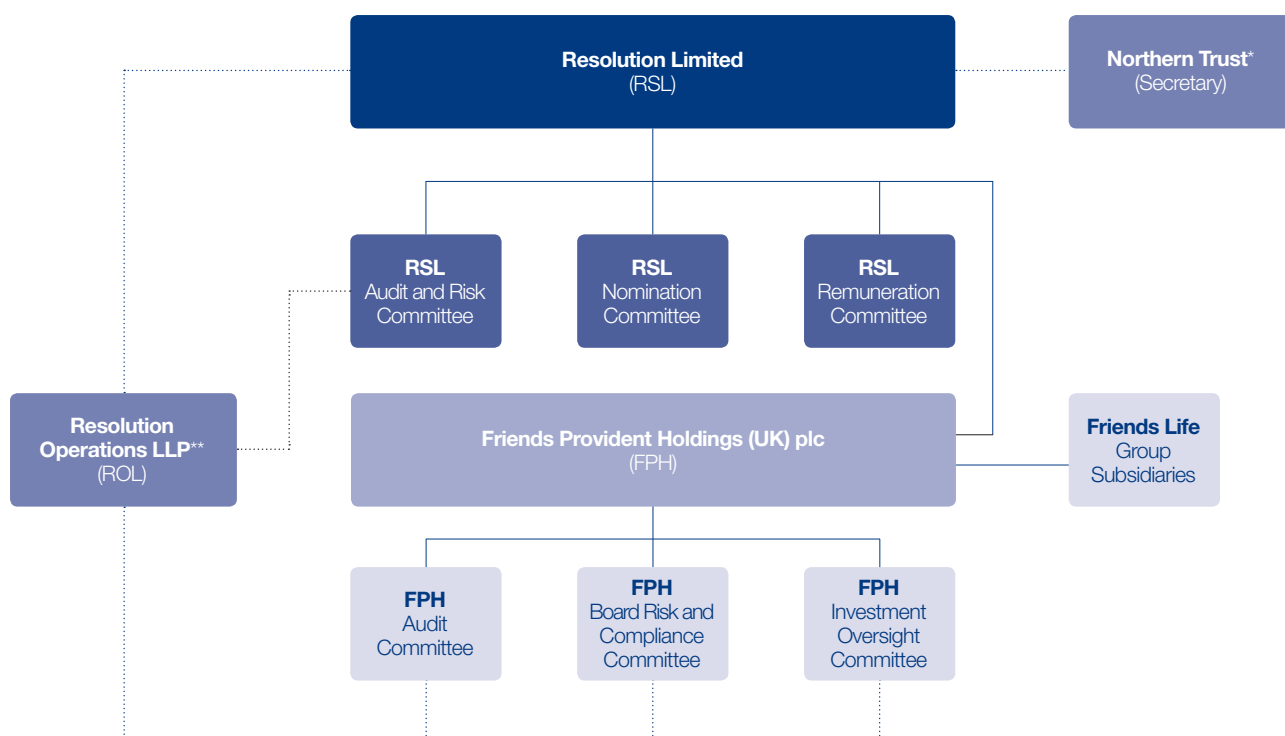 Resolution Limited
(RSL)
Northern Trust*
(Secretary)
RSL
Audit and Risk
Committee
RSL
Nomination
Committee
RSL
Remuneration
Committee
Resolution
Operations LLP**
(ROL)
Friends Provident Holdings (UK) plc
(FPH)
Friends Life
Group
Subsidiaries
FPH
Audit
Committee
FPH
Board Risk and
Compliance
Committee
FPH
Investment
Oversight
Committee